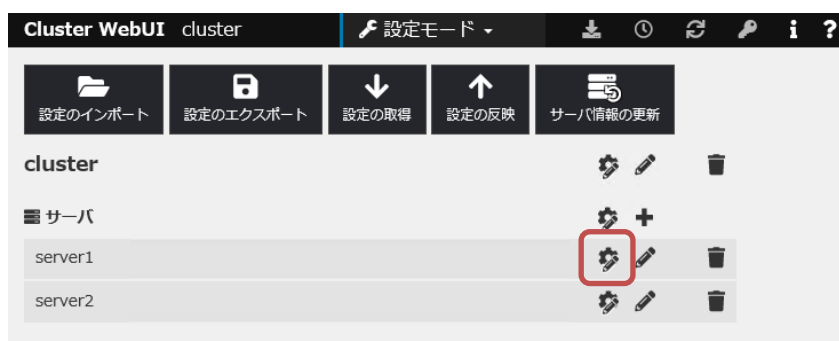 Cluster WebUI cluster 設定モード
設定のインポート 設定のエクスポート 設定の取得 設定の反映 サーバ情報の更新
cluster
サーバ
server1
server2